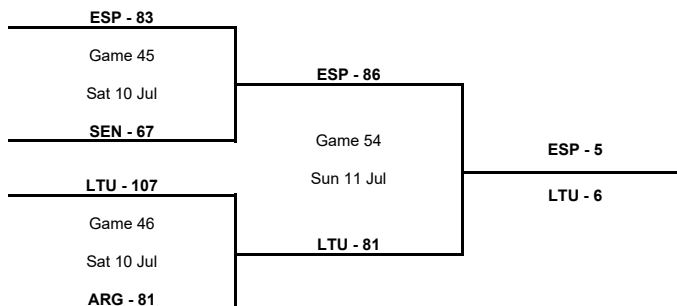 ESP - 83
Game 45
Sat 10 Jul
SEN - 67
ESP - 86
Game 54
Sun 11 Jul
LTU - 81
LTU - 107
Game 46
Sat 10 Jul
ARG - 81
ESP - 5
LTU - 6